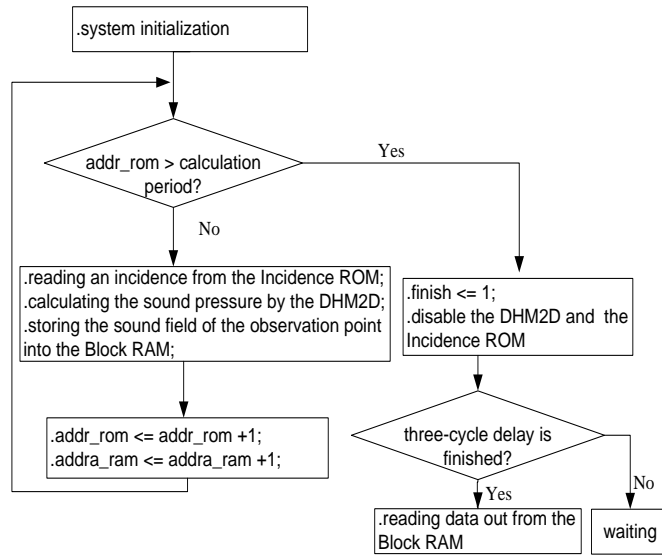 .system initialization
addr_rom > calculation
period?
Yes
No
.reading an incidence from the Incidence ROM;
.calculating the sound pressure by the DHM2D;
.storing the sound field of the observation point
into the Block RAM;
.finish <= 1;
.disable the DHM2D and the
Incidence ROM
.addr_rom <= addr_rom +1;
.addra_ram <= addra_ram +1;
three-cycle delay is
finished?
No
Yes
.reading data out from the
Block RAM
waiting